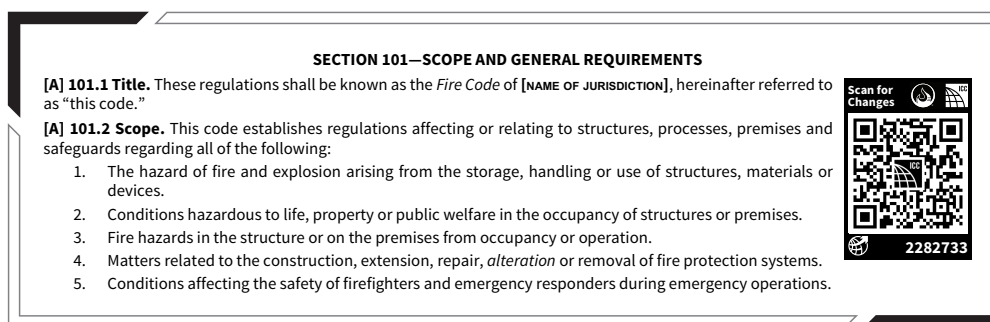 SECTION 101—SCOPE AND GENERAL REQUIREMENTS
[A] 101.1 Title. These regulations shall be known as the Fire Code of [NAME OF JURISDICTION], hereinafter referred to
as “this code.”
[A] 101.2 Scope. This code establishes regulations affecting or relating to structures, processes, premises and
safeguards regarding all of the following:
1. The hazard of fire and explosion arising from the storage, handling or use of structures, materials or
devices.
2. Conditions hazardous to life, property or public welfare in the occupancy of structures or premises.
3. Fire hazards in the structure or on the premises from occupancy or operation.
4. Matters related to the construction, extension, repair, alteration or removal of fire protection systems.
5. Conditions affecting the safety of firefighters and emergency responders during emergency operations.
Scan for
Changes
ICC
ICC
2282733